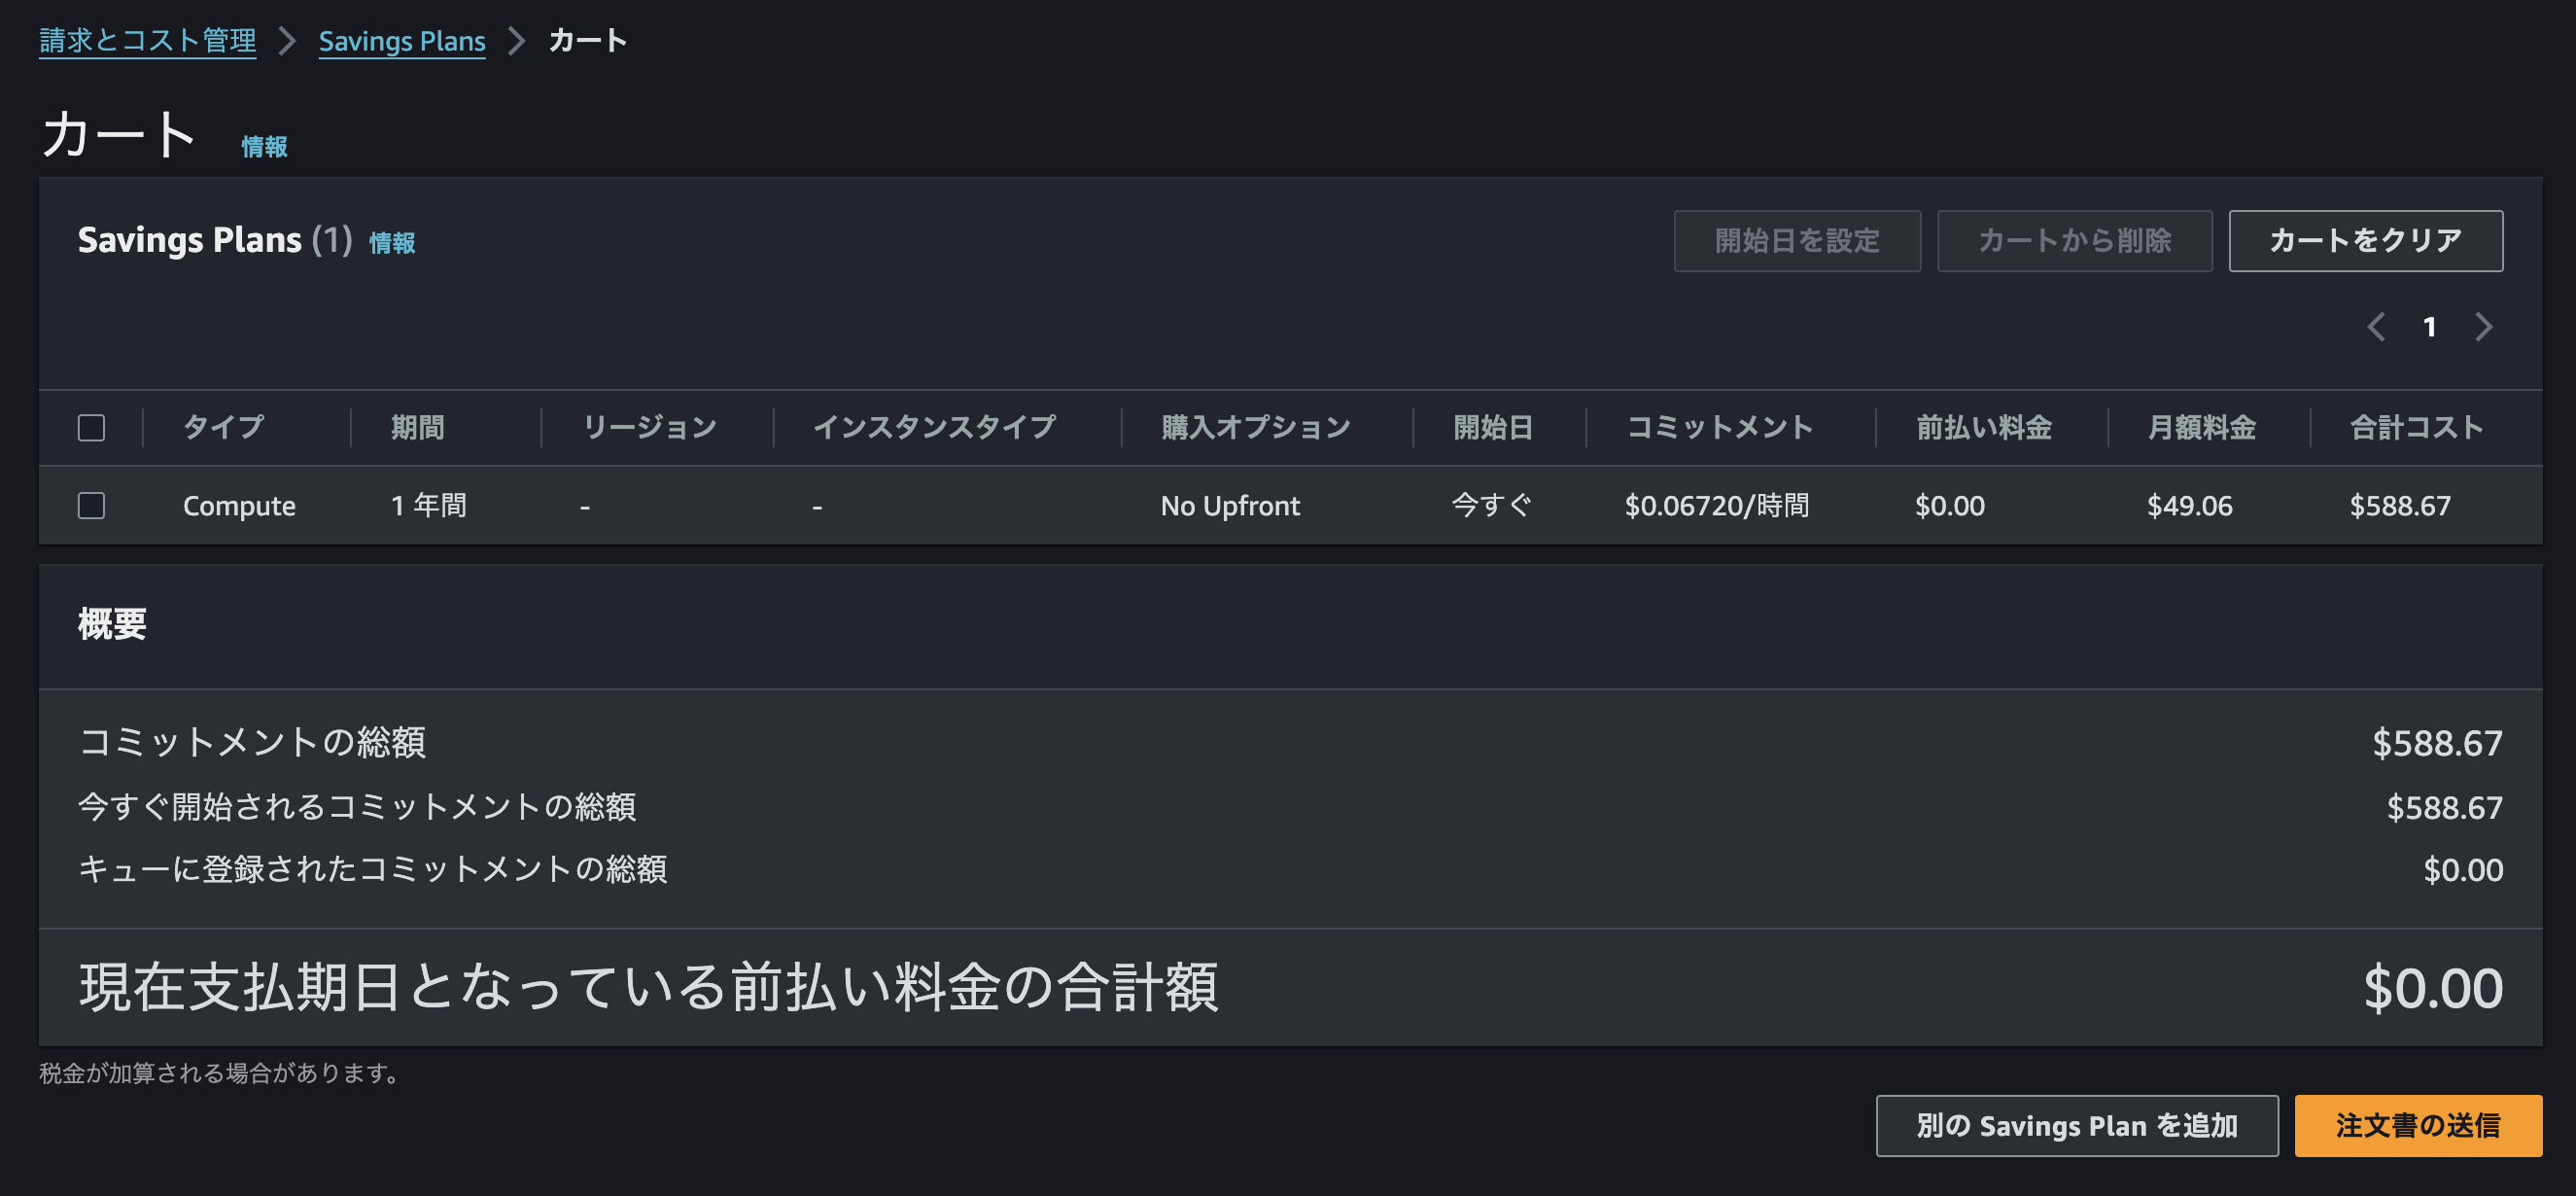 請求とコスト管理 > Savings Plans > カート
カート 情報
Savings Plans (1) 情報 開始日を設定 カートから削除 カートをクリア
< 1 >
タイプ 期間 リージョン インスタンスタイプ 購入オプション 開始日 コミットメント 前払い料金 月額料金 合計コスト
Compute 1 年間 - - No Upfront 今すぐ $0.06720/時間 $0.00 $49.06 $588.67
概要
コミットメントの総額 $588.67
今すぐ開始されるコミットメントの総額 $588.67
キューに登録されたコミットメントの総額 $0.00
現在支払期日となっている前払い料金の合計額 $0.00
税金が加算される場合があります。
別の Savings Plan を追加 注文書の送信